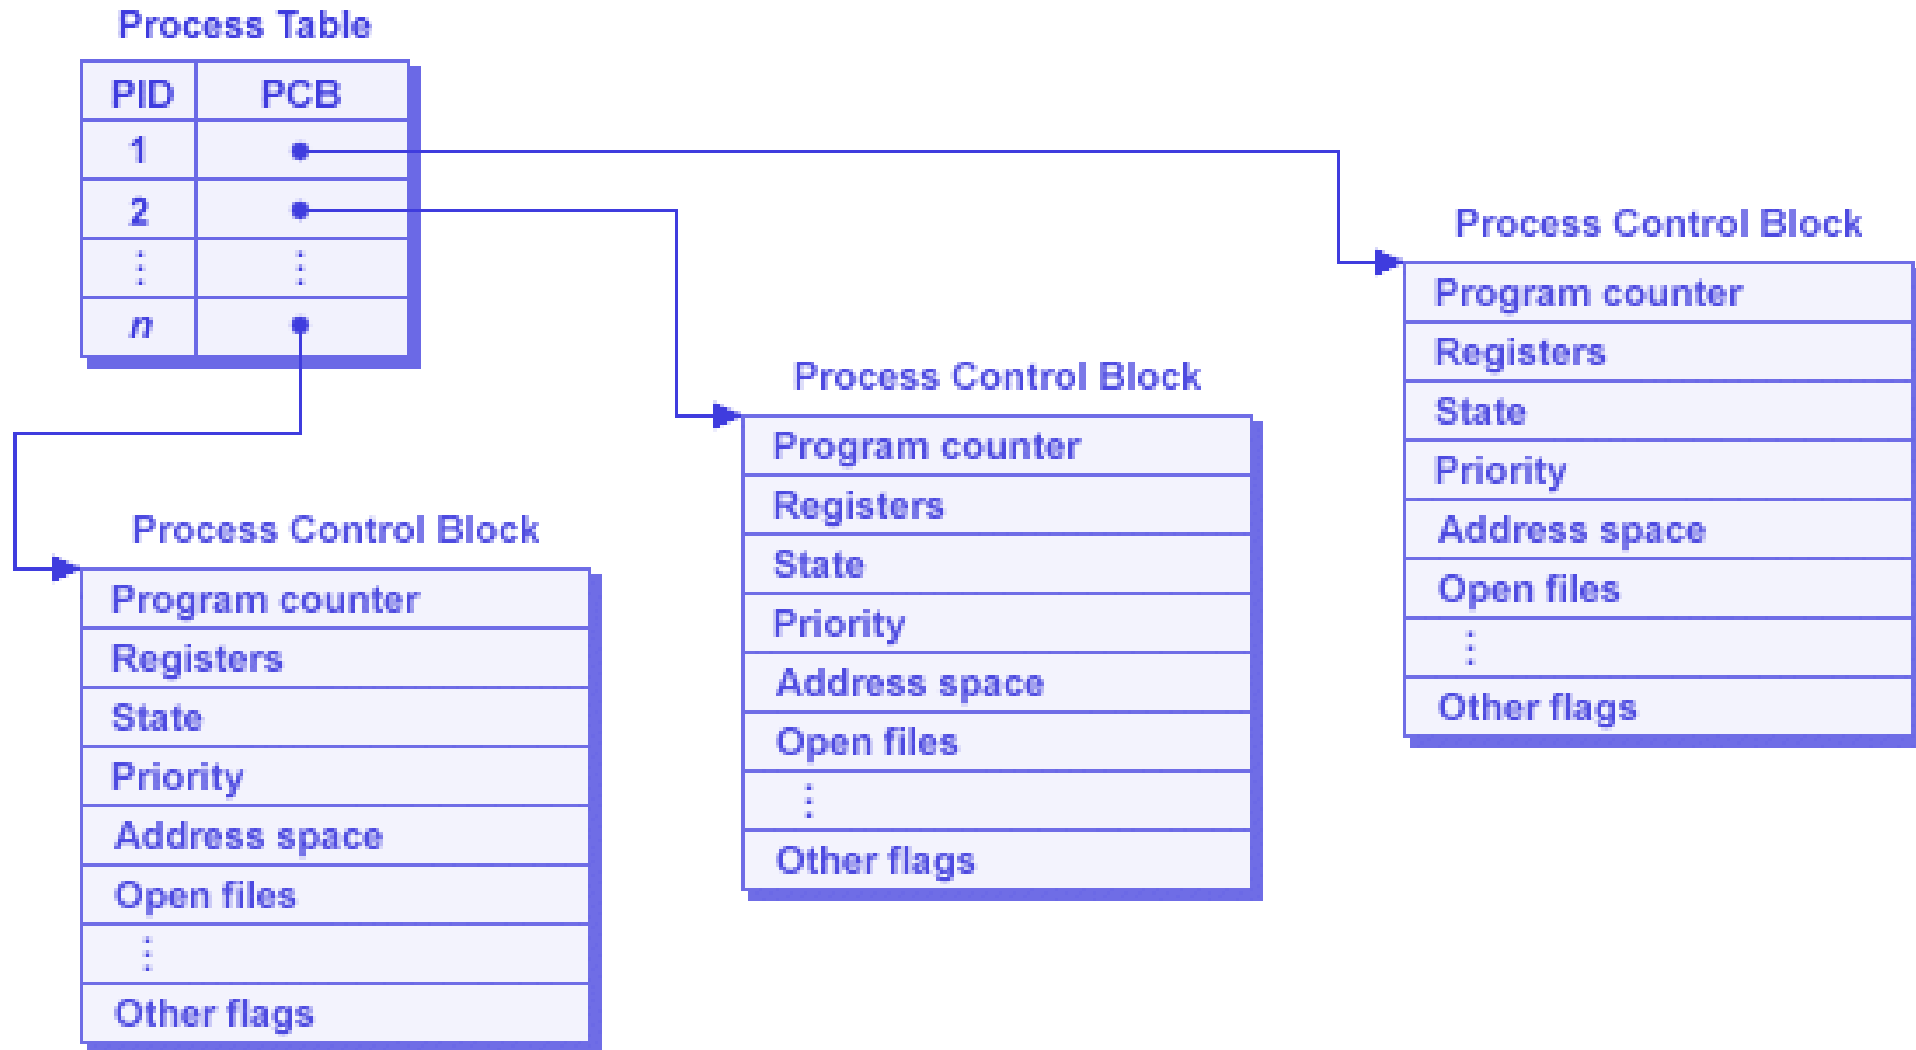 Process Table
PID PCB
1
2
n
Process Control Block
Program counter
Registers
State
Priority
Address space
Open files
Other flags
Process Control Block
Program counter
Registers
State
Priority
Address space
Open files
Other flags
Process Control Block
Program counter
Registers
State
Priority
Address space
Open files
Other flags